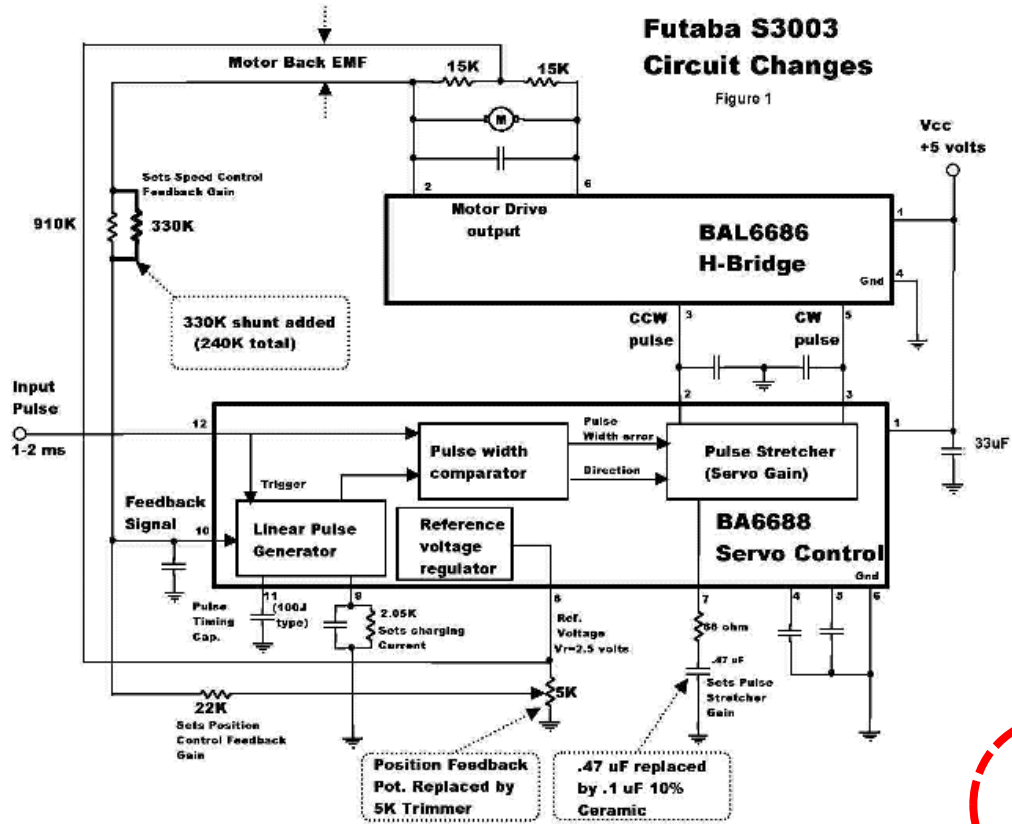 Futaba S3003
Circuit Changes
Figure 1
Motor Back EMF
15K
15K
M
Vcc
+5 volts
Sets Speed Control
Feedback Gain
910K
330K
2
6
Motor Drive
output
BAL6686
H-Bridge
1
Gnd
4
330K shunt added
(240K total)
CCW
pulse
3
CW
pulse
5
Input
Pulse
1-2 ms
12
2
3
1
33uF
Pulse width
comparator
Pulse
Width error
Direction
Pulse Stretcher
(Servo Gain)
Trigger
Feedback
Signal
10
Linear Pulse
Generator
Reference
voltage
regulator
BA6688
Servo Control
Gnd
11
9
7
4
6
Pulse
Timing
Cap.
(100J
type)
2.05K
Sets charging
Current
Ref.
Voltage
Vr=2.5 volts
ohm
.47 uF
Sets Pulse
Stretcher
Gain
22K
Sets Position
Control Feedback
Gain
5K
Position Feedback
Pot. Replaced by
5K Trimmer
.47 uF replaced
by .1 uF 10%
Ceramic